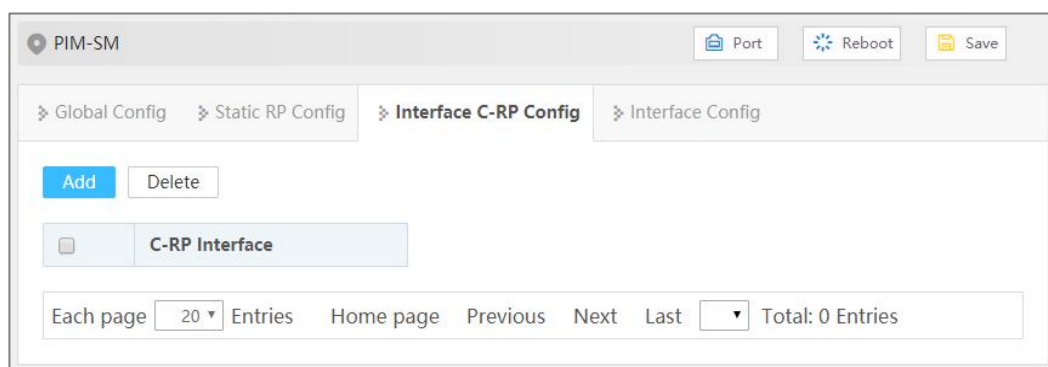 PIM-SM Port Reboot Save
Global Config Static RP Config Interface C-RP Config Interface Config
Add Delete
C-RP Interface
Each page 20 Entries Home page Previous Next Last Total: 0 Entries